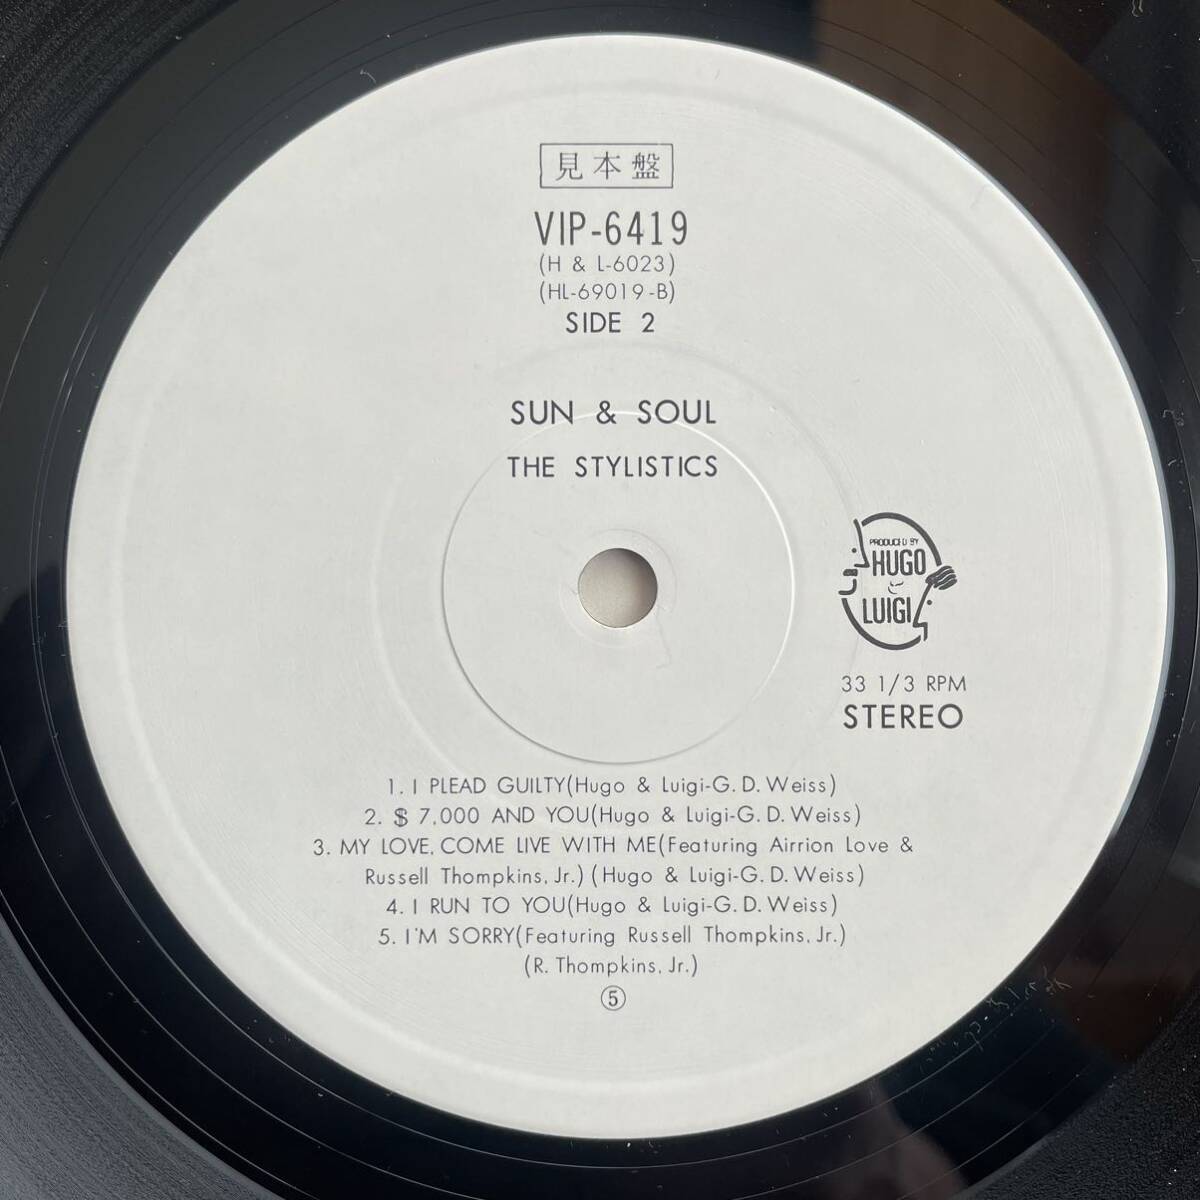 見本盤
VIP-6419
(H & L-6023)
(HL-69019-B)
SIDE 2
SUN & SOUL
THE STYLISTICS
PRODUCED BY
HUGO
&
LUIGI
33 1/3 RPM
STEREO
1. I PLEAD GUILTY(Hugo & Luigi-G. D. Weiss)
2. $ 7,000 AND YOU(Hugo & Luigi-G. D. Weiss)
3. MY LOVE, COME LIVE WITH ME(Featuring Airrion Love &
Russell Thompkins, Jr.) (Hugo & Luigi-G. D. Weiss)
4. I RUN TO YOU(Hugo & Luigi-G. D. Weiss)
5. I'M SORRY(Featuring Russell Thompkins, Jr.)
(R. Thompkins, Jr.)
⑤